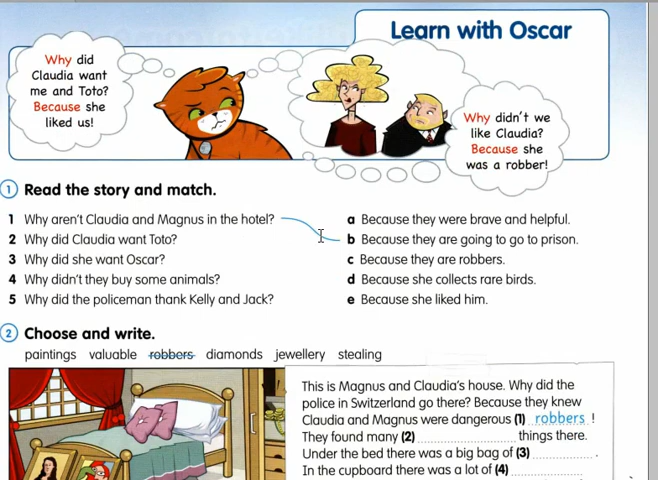 Learn with Oscar
Why did
Claudia want
me and Toto?
Because she
liked us!
Why didn't we
like Claudia?
Because she
was a robber!
1 Read the story and match.
1 Why aren't Claudia and Magnus in the hotel?
2 Why did Claudia want Toto?
3 Why did she want Oscar?
4 Why didn't they buy some animals?
5 Why did the policeman thank Kelly and Jack?
a Because they were brave and helpful.
b Because they are going to go to prison.
c Because they are robbers.
d Because she collects rare birds.
e Because she liked him.
2 Choose and write.
paintings valuable robbers diamonds jewellery stealing
This is Magnus and Claudia's house. Why did the
police in Switzerland go there? Because they knew
Claudia and Magnus were dangerous (1) robbers !
They found many (2) things there.
Under the bed there was a big bag of (3) .
In the cupboard there was a lot of (4)